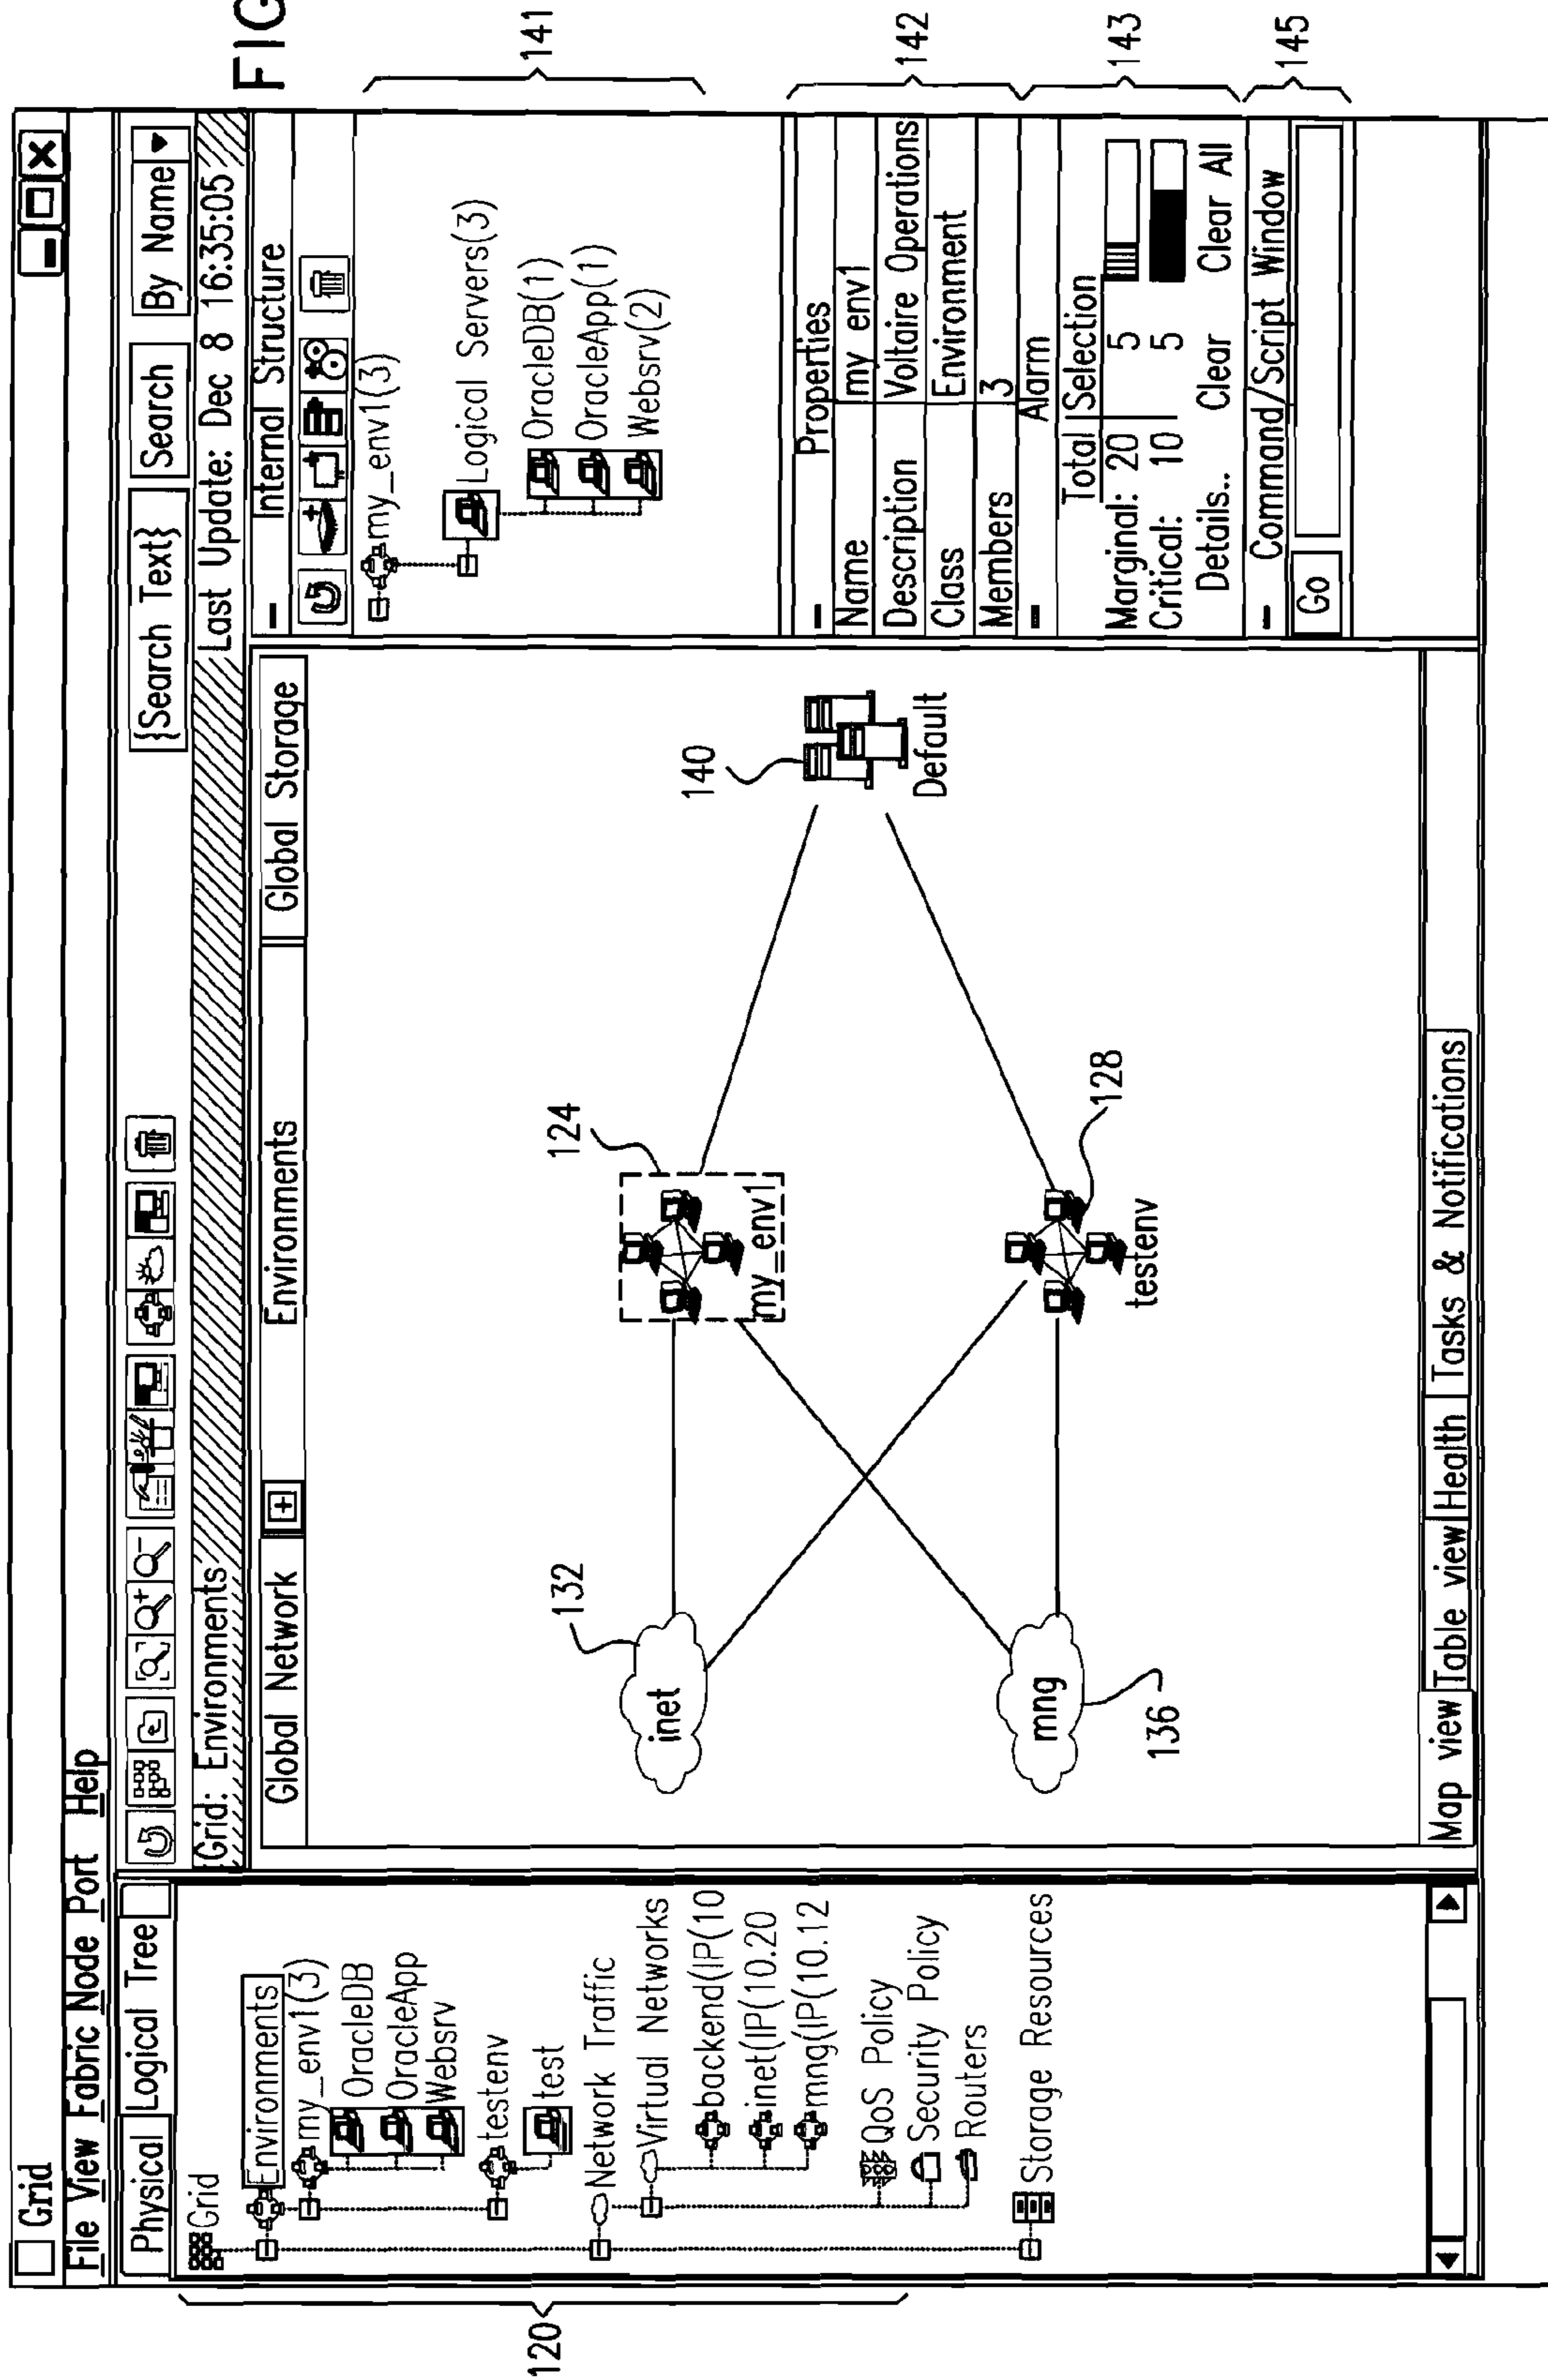 FIG
Grid
File View Fabric Node Port Help
Physical
Logical Tree
{Search Text}
Search
By Name
Grid: Environments
Last Update: Dec 8 16:35:05
Grid
Environments
my_env1(3)
OracleDB
OracleApp
Websrv
testenv
test
Network Traffic
Virtual Networks
backend(IP(10
inet(IP(10.20
mng(IP(10.12
QoS Policy
Security Policy
Routers
Storage Resources
120
Global Network
Environments
Global Storage
132
inet
124
my_env1
140
Default
mng
136
128
testenv
Map view
Table view
Health
Tasks & Notifications
Internal Structure
my_env1(3)
Logical Servers(3)
OracleDB(1)
OracleApp(1)
Websrv(2)
141
Properties
Name my env1
Description Voltaire Operations
Class Environment
Members 3
142
Alarm
Total Selection
Marginal: 20 5
Critical: 10 5
Details.. Clear Clear All
143
Command/Script Window
Go
145